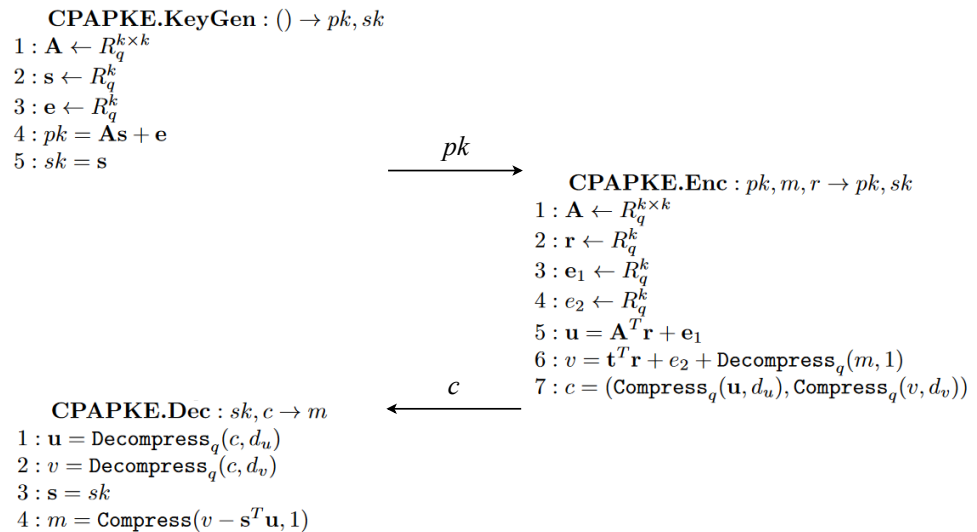 CPAPKE.KeyGen : () → pk, sk
1 : A ← R_q^{k×k}
2 : s ← R_q^k
3 : e ← R_q^k
4 : pk = As + e
5 : sk = s
pk
CPAPKE.Enc : pk, m, r → pk, sk
1 : A ← R_q^{k×k}
2 : r ← R_q^k
3 : e_1 ← R_q^k
4 : e_2 ← R_q^k
5 : u = A^T r + e_1
6 : v = t^T r + e_2 + Decompress_q(m, 1)
7 : c = (Compress_q(u, d_u), Compress_q(v, d_v))
c
CPAPKE.Dec : sk, c → m
1 : u = Decompress_q(c, d_u)
2 : v = Decompress_q(c, d_v)
3 : s = sk
4 : m = Compress(v − s^T u, 1)